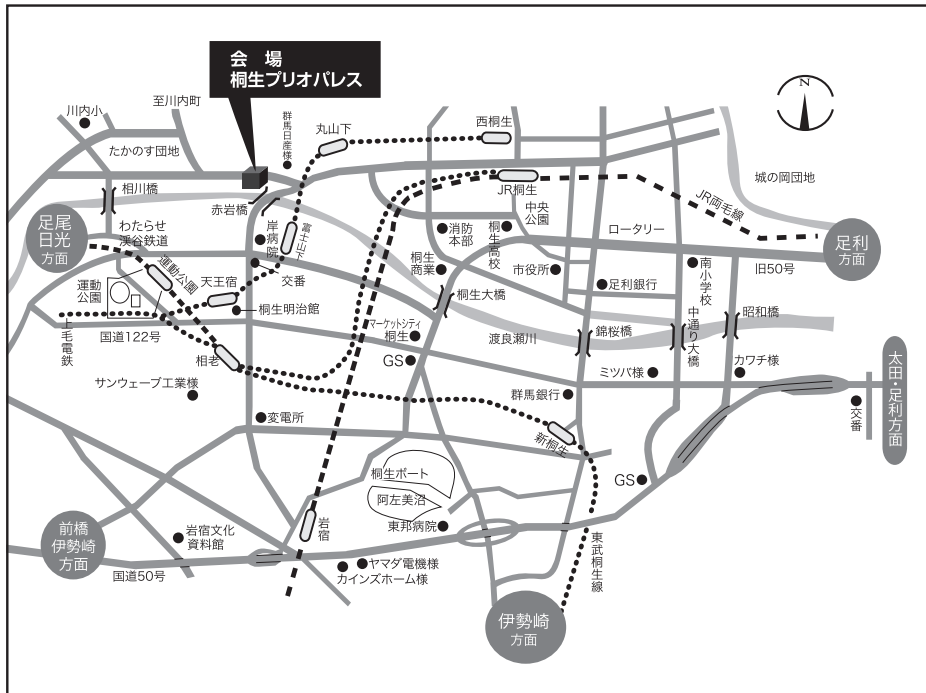 会　場
桐生プリオパレス
川内小
至川内町
たかのす団地
群馬日産様
丸山下
西桐生
N
相川橋
赤岩橋
JR桐生
中央
公園
JR両毛線
城の岡団地
足尾
日光
方面
わたらせ
渓谷鉄道
岸病院
富士山下
消防
本部
桐生高校
ロータリー
足利
方面
旧50号
運動公園
運動
公園
天王宿
交番
桐生
商業
市役所
南小学校
足利銀行
桐生明治館
桐生大橋
上毛電鉄
国道122号
マーケットシティ
桐生
渡良瀬川
錦桜橋
中通り大橋
昭和橋
相老
GS
サンウェーブ工業様
群馬銀行
ミツバ様
カワチ様
太田・足利方面
交番
変電所
新桐生
桐生ボート
阿左美沼
GS
前橋
伊勢崎
方面
岩宿文化
資料館
岩宿
東邦病院
東武桐生線
国道50号
ヤマダ電機様
カインズホーム様
伊勢崎
方面